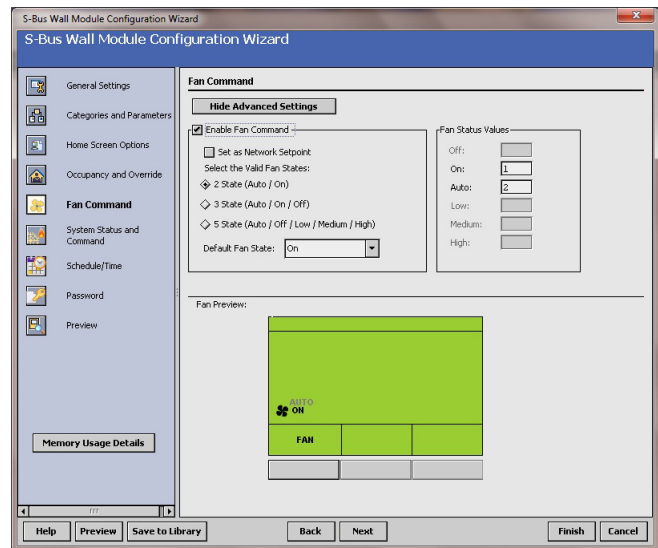 S-Bus Wall Module Configuration Wizard
S-Bus Wall Module Configuration Wizard
General Settings
Categories and Parameters
Home Screen Options
Occupancy and Override
Fan Command
System Status and
Command
Schedule/Time
Password
Preview
Memory Usage Details
Fan Command
Hide Advanced Settings
Enable Fan Command
Set as Network Setpoint
Select the Valid Fan States:
2 State (Auto / On)
3 State (Auto / On / Off)
5 State (Auto / Off / Low / Medium / High)
Default Fan State: On
Fan Status Values
Off:
On: 1
Auto: 2
Low:
Medium:
High:
Fan Preview:
AUTO
ON
FAN
Help Preview Save to Library Back Next Finish Cancel